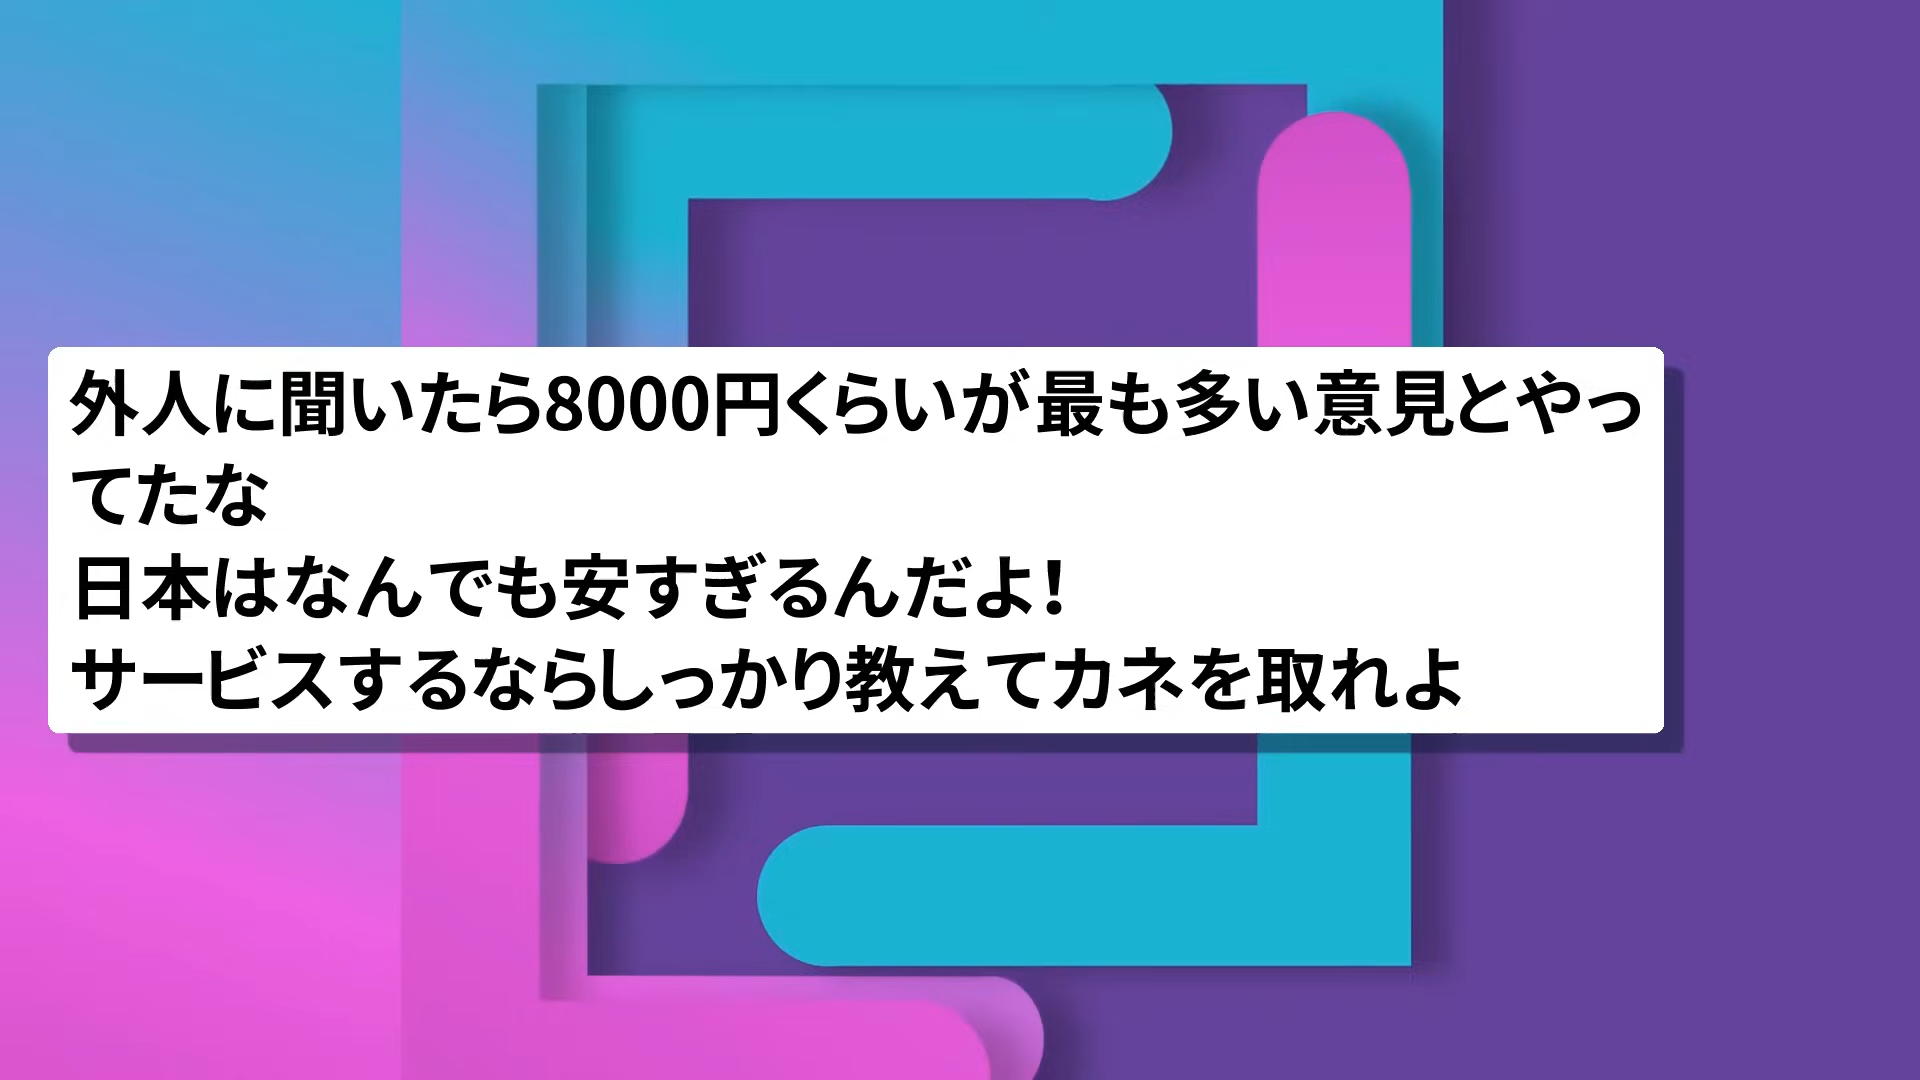 外人に聞いたら8000円くらいが最も多い意見とやっ
てたな
日本はなんでも安すぎるんだよ！
サービスするならしっかり教えてカネを取れよ